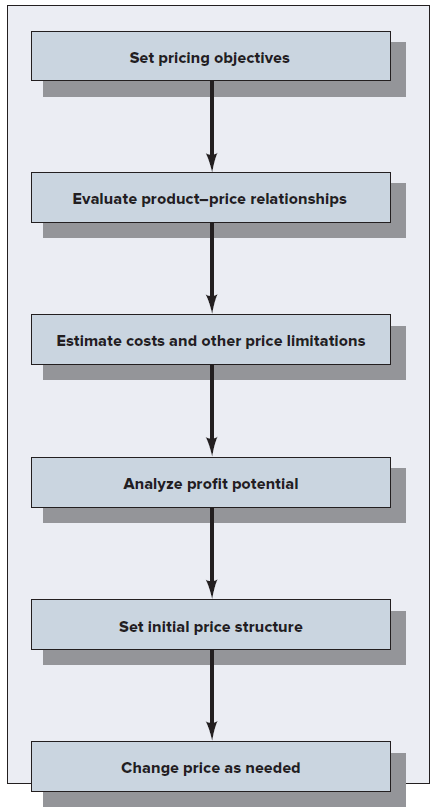 Set pricing objectives
Evaluate product–price relationships
Estimate costs and other price limitations
Analyze profit potential
Set initial price structure
Change price as needed